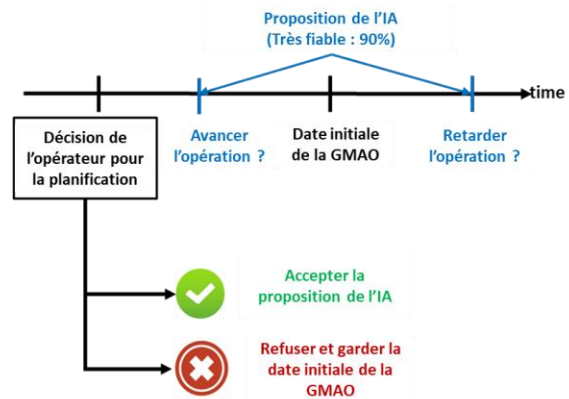 Proposition de l'IA
(Très fiable : 90%)
time
Décision de
l'opérateur pour
la planification
Avancer
l'opération ?
Date initiale
de la GMAO
Retarder
l'opération ?
Accepter la
proposition de l'IA
Refuser et garder la
date initiale de la
GMAO